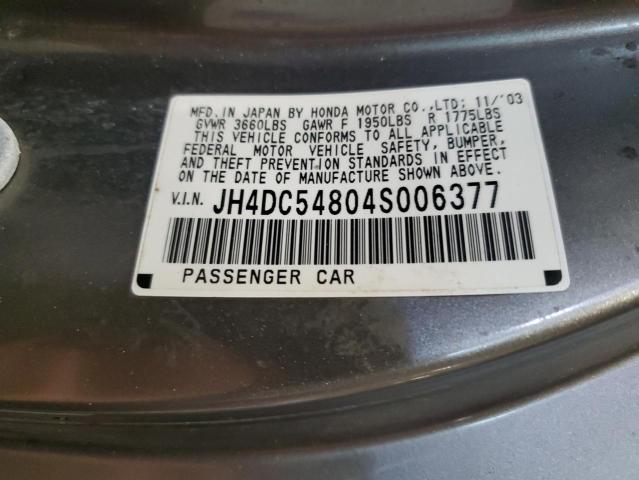 MFD. IN JAPAN BY HONDA MOTOR CO.,LTD: 11/'03
GVWR 3660LBS GAWR F 1950LBS R 1775LBS
THIS VEHICLE CONFORMS TO ALL APPLICABLE
FEDERAL MOTOR VEHICLE SAFETY, BUMPER,
AND THEFT PREVENTION STANDARDS IN EFFECT
ON THE DATE OF MANUFACTURE SHOWN ABOVE.
V.I.N. JH4DC54804S006377
PASSENGER CAR